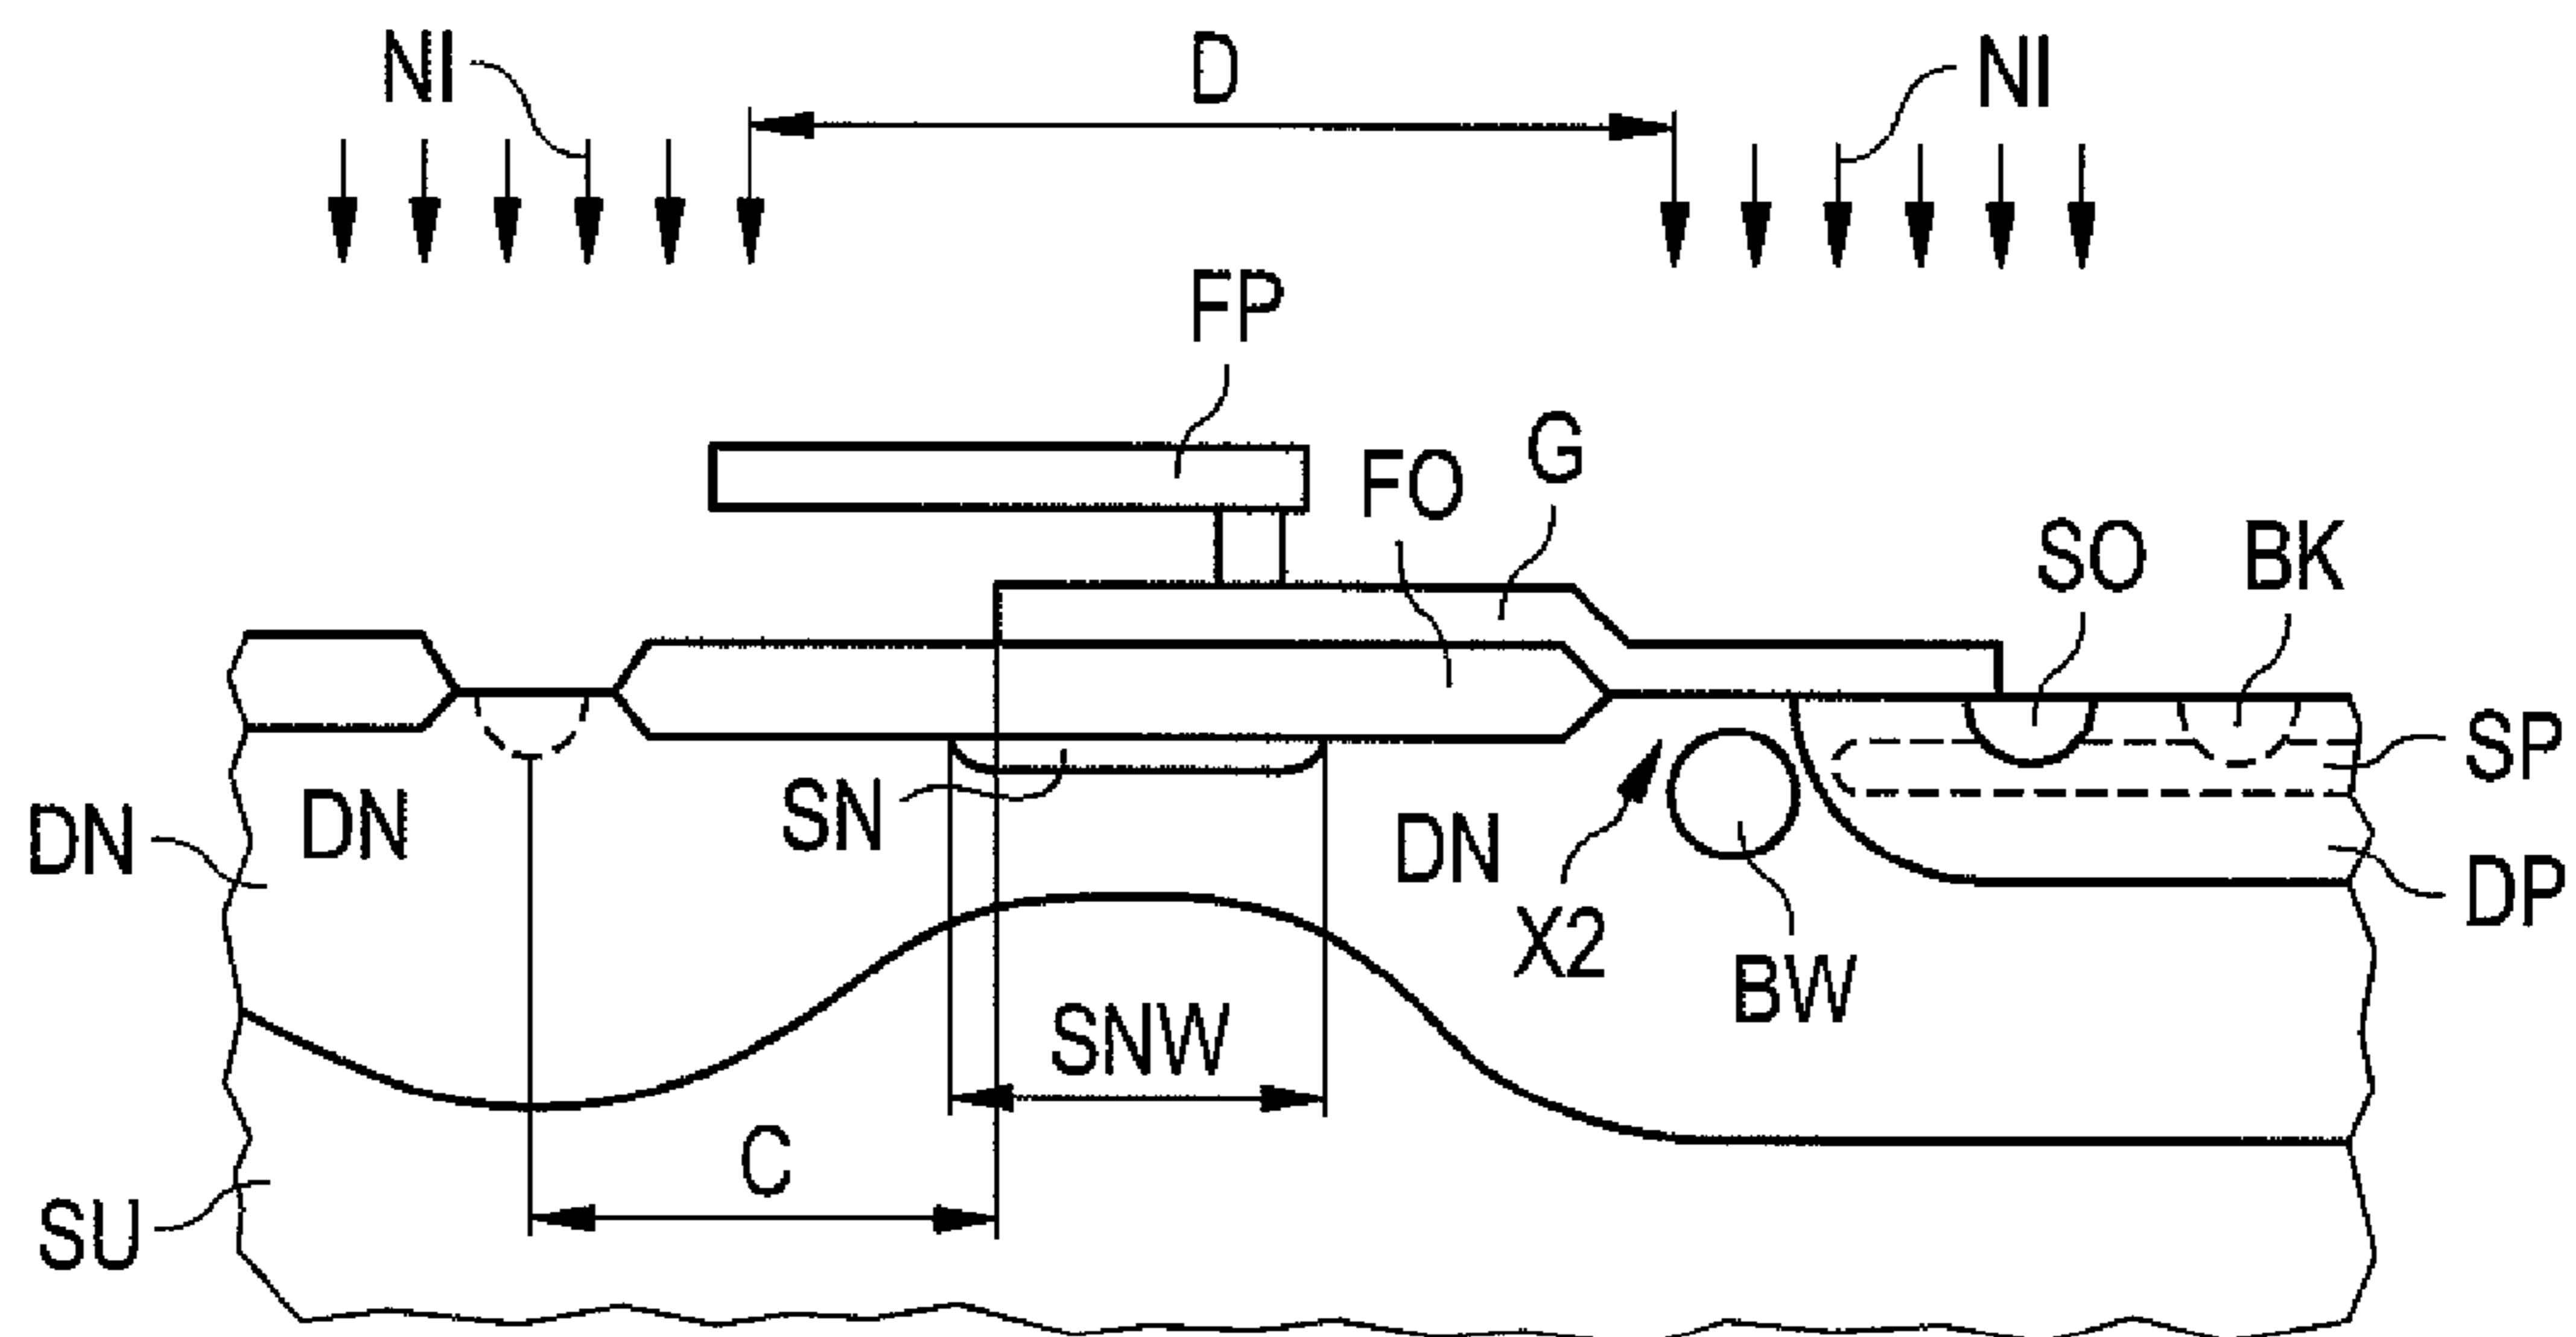 NI D NI
FP
G
FO
SO BK
SP
SN
DN DN DN
DP
X2
BW
SNW
C
SU